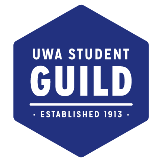 UWA STUDENT
GUILD
· ESTABLISHED 1913 ·